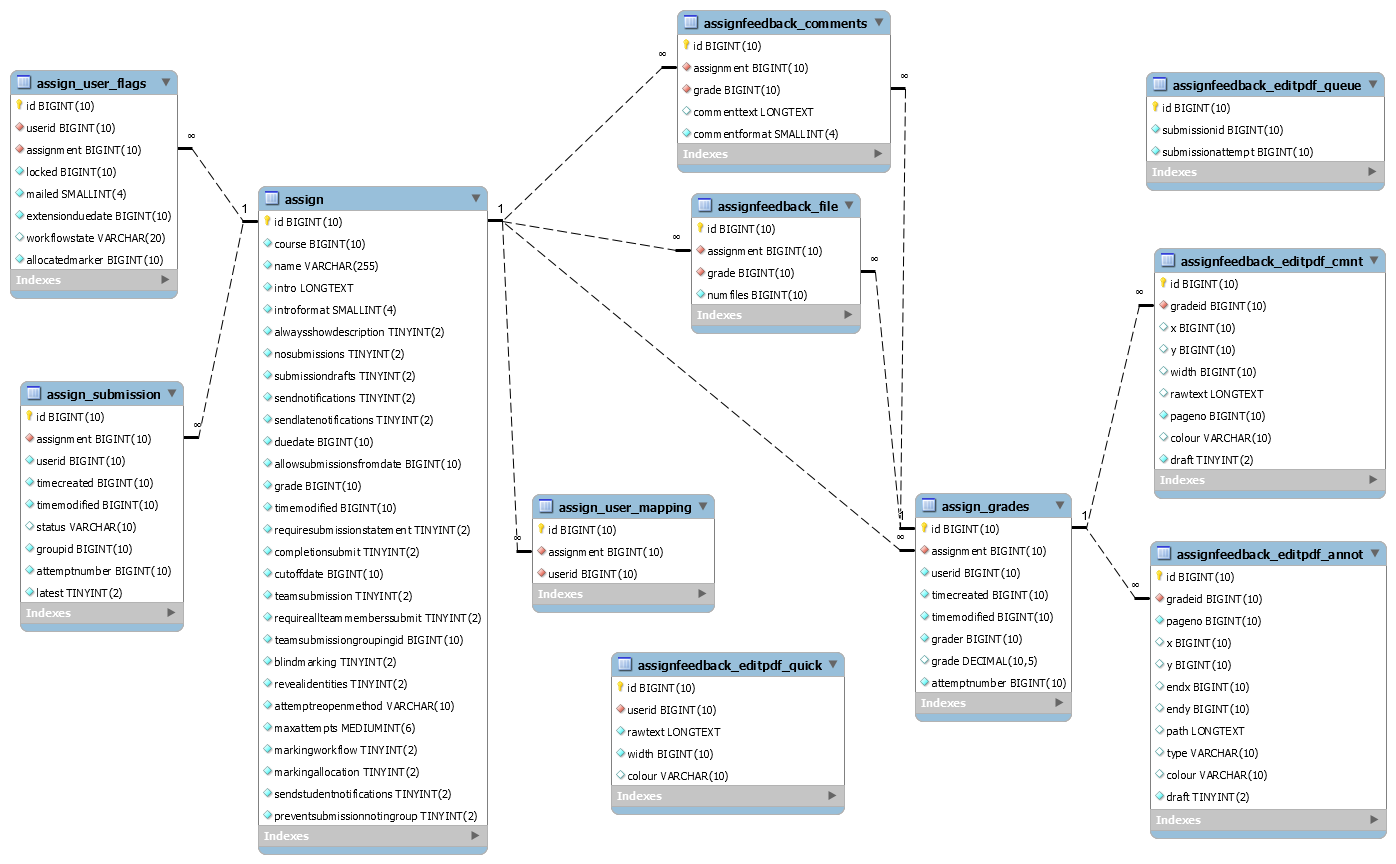 assign_user_flags
id BIGINT(10)
userid BIGINT(10)
assignment BIGINT(10)
locked BIGINT(10)
mailed SMALLINT(4)
extensionduedate BIGINT(10)
workflowstate VARCHAR(20)
allocatedmarker BIGINT(10)
Indexes
∞
assign_submission
id BIGINT(10)
assignment BIGINT(10)
userid BIGINT(10)
timecreated BIGINT(10)
timemodified BIGINT(10)
status VARCHAR(10)
groupid BIGINT(10)
attemptnumber BIGINT(10)
latest TINYINT(2)
Indexes
∞
1
assign
id BIGINT(10)
course BIGINT(10)
name VARCHAR(255)
intro LONGTEXT
introformat SMALLINT(4)
alwaysshowdescription TINYINT(2)
nosubmissions TINYINT(2)
submissiondrafts TINYINT(2)
sendnotifications TINYINT(2)
sendlatenotifications TINYINT(2)
duedate BIGINT(10)
allowsubmissionsfromdate BIGINT(10)
grade BIGINT(10)
timemodified BIGINT(10)
requiresubmissionstatement TINYINT(2)
completionsubmit TINYINT(2)
cutoffdate BIGINT(10)
teamsubmission TINYINT(2)
requireallteammemberssubmit TINYINT(2)
teamsubmissiongroupingid BIGINT(10)
blindmarking TINYINT(2)
revealidentities TINYINT(2)
attemptreopenmethod VARCHAR(10)
maxattempts MEDIUMINT(6)
markingworkflow TINYINT(2)
markingallocation TINYINT(2)
sendstudentnotifications TINYINT(2)
preventsubmissionnotingroup TINYINT(2)
Indexes
1
∞
assignfeedback_comments
id BIGINT(10)
assignment BIGINT(10)
grade BIGINT(10)
commenttext LONGTEXT
commentformat SMALLINT(4)
Indexes
∞
∞
assignfeedback_file
id BIGINT(10)
assignment BIGINT(10)
grade BIGINT(10)
numfiles BIGINT(10)
Indexes
∞
∞
assign_user_mapping
id BIGINT(10)
assignment BIGINT(10)
userid BIGINT(10)
Indexes
assignfeedback_editpdf_quick
id BIGINT(10)
userid BIGINT(10)
rawtext LONGTEXT
width BIGINT(10)
colour VARCHAR(10)
Indexes
1
∞
assign_grades
id BIGINT(10)
assignment BIGINT(10)
userid BIGINT(10)
timecreated BIGINT(10)
timemodified BIGINT(10)
grader BIGINT(10)
grade DECIMAL(10,5)
attemptnumber BIGINT(10)
Indexes
1
assignfeedback_editpdf_queue
id BIGINT(10)
submissionid BIGINT(10)
submissionattempt BIGINT(10)
Indexes
∞
assignfeedback_editpdf_cmnt
id BIGINT(10)
gradeid BIGINT(10)
x BIGINT(10)
y BIGINT(10)
width BIGINT(10)
rawtext LONGTEXT
pageno BIGINT(10)
colour VARCHAR(10)
draft TINYINT(2)
Indexes
∞
assignfeedback_editpdf_annot
id BIGINT(10)
gradeid BIGINT(10)
pageno BIGINT(10)
x BIGINT(10)
y BIGINT(10)
endx BIGINT(10)
endy BIGINT(10)
path LONGTEXT
type VARCHAR(10)
colour VARCHAR(10)
draft TINYINT(2)
Indexes